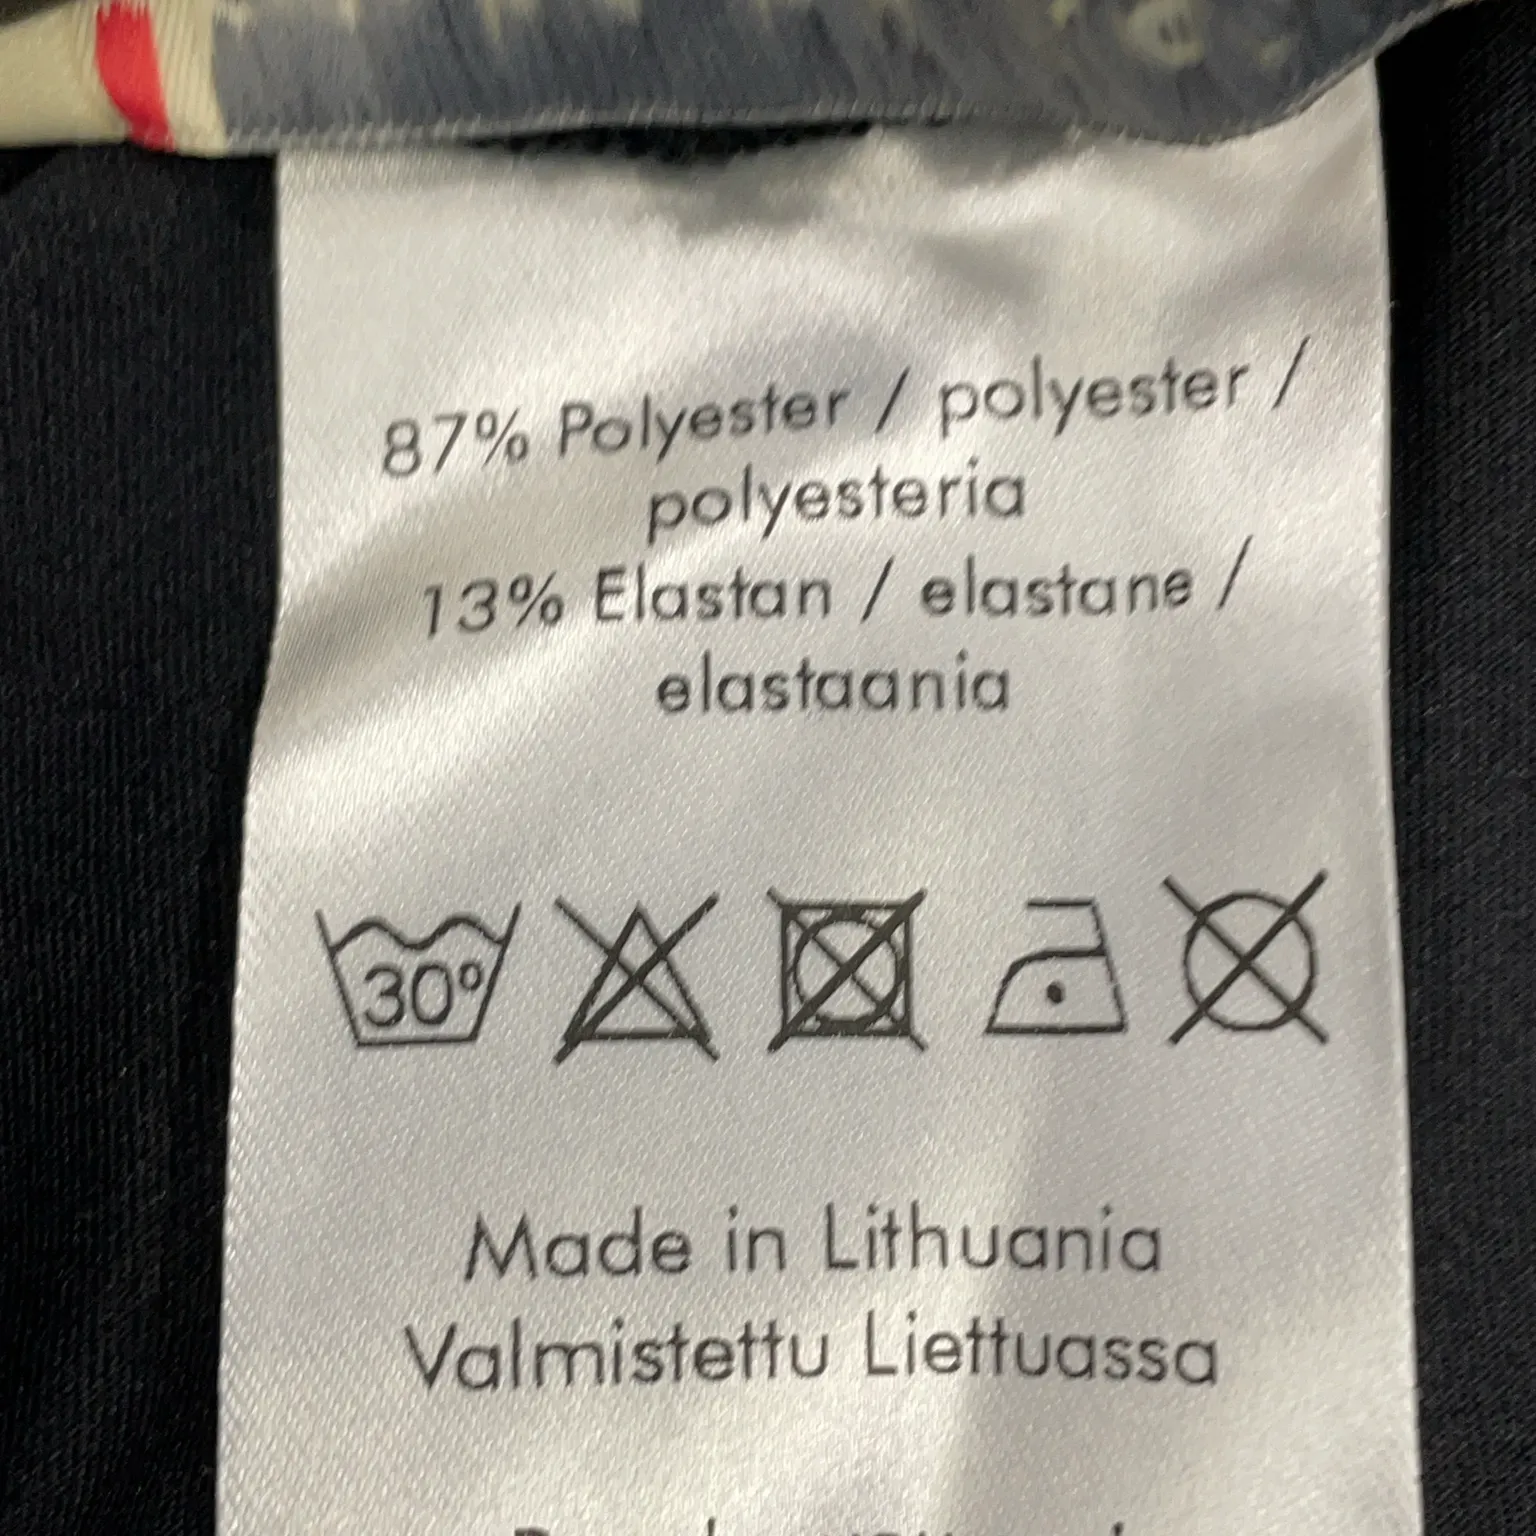 87% Polyester / polyester /
polyesteria
13% Elastan / elastane /
elastaania
30°
Made in Lithuania
Valmistettu Liettuassa